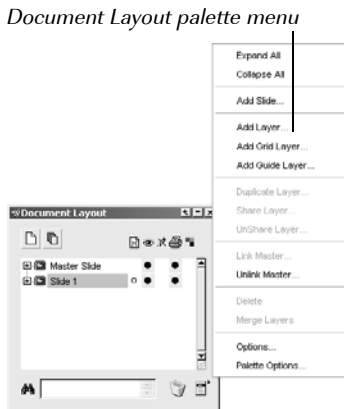 Document Layout palette menu
Expand All
Collapse All
Add Slide...
Add Layer...
Add Grid Layer...
Add Guide Layer...
Duplicate Layer...
Share Layer...
UnShare Layer...
Link Master...
Unlink Master...
Delete
Merge Layers
Options...
Palette Options...
Document Layout
Master Slide
Slide 1